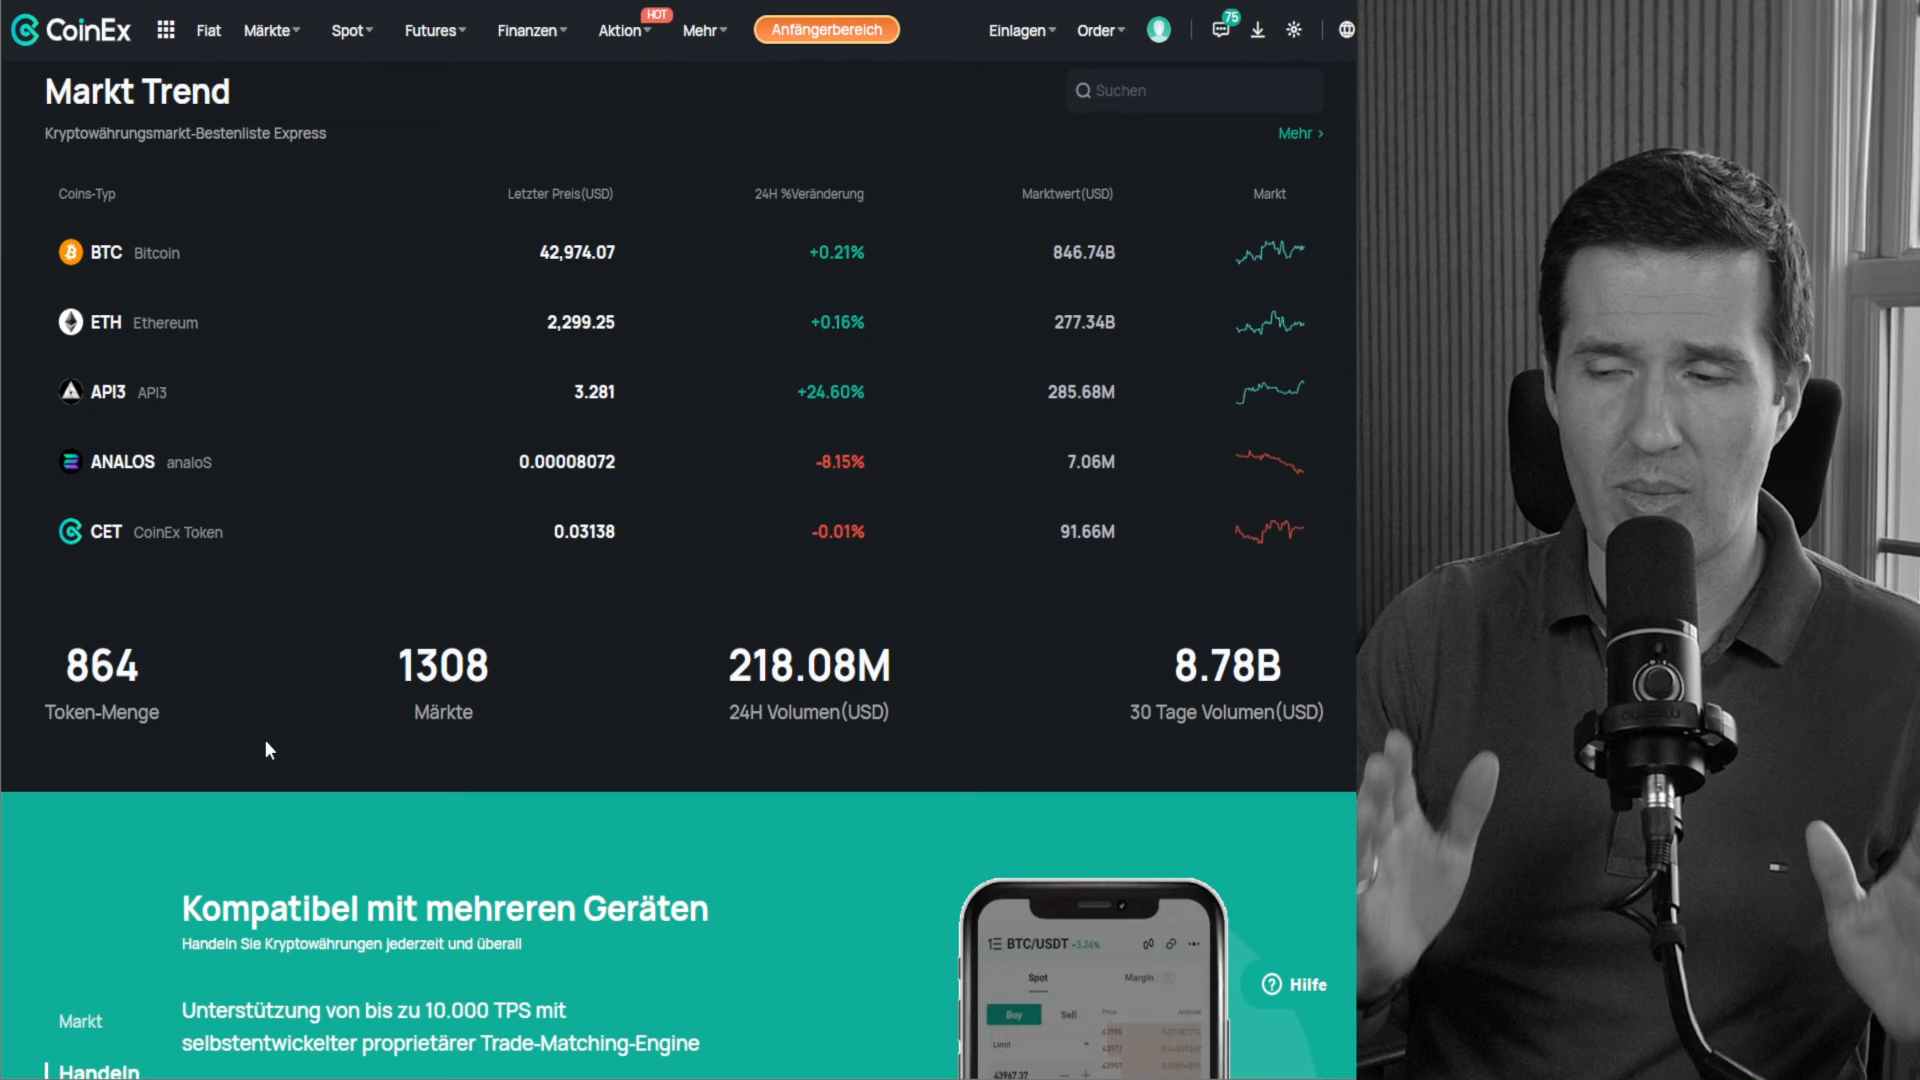 CoinEx Fiat Märkte Spot Futures Finanzen Aktion HOT Mehr Anfängerbereich Einlagen Order 75
Markt Trend
Suchen
Kryptowährungsmarkt-Bestenliste Express
Mehr >
Coins-Typ Letzter Preis(USD) 24H %Veränderung Marktwert(USD) Markt
BTC Bitcoin 42,974.07 +0.21% 846.74B
ETH Ethereum 2,299.25 +0.16% 277.34B
API3 API3 3.281 +24.60% 285.68M
ANALOS analoS 0.00008072 -8.15% 7.06M
CET CoinEx Token 0.03138 -0.01% 91.66M
864 1308 218.08M 8.78B
Token-Menge Märkte 24H Volumen(USD) 30 Tage Volumen(USD)
Kompatibel mit mehreren Geräten
Handeln Sie Kryptowährungen jederzeit und überall
Unterstützung von bis zu 10.000 TPS mit
selbstentwickelter proprietärer Trade-Matching-Engine
Markt
Handeln
BTC/USDT +3.24%
Spot Margin
Buy Sell Price Amount
Limit
43967.37
? Hilfe